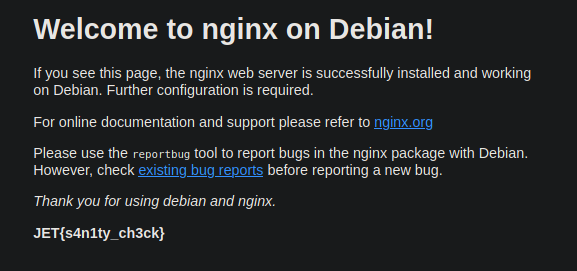 Welcome to nginx on Debian!
If you see this page, the nginx web server is successfully installed and working
on Debian. Further configuration is required.
For online documentation and support please refer to nginx.org
Please use the reportbug tool to report bugs in the nginx package with Debian.
However, check existing bug reports before reporting a new bug.
Thank you for using debian and nginx.
JET{s4n1ty_ch3ck}